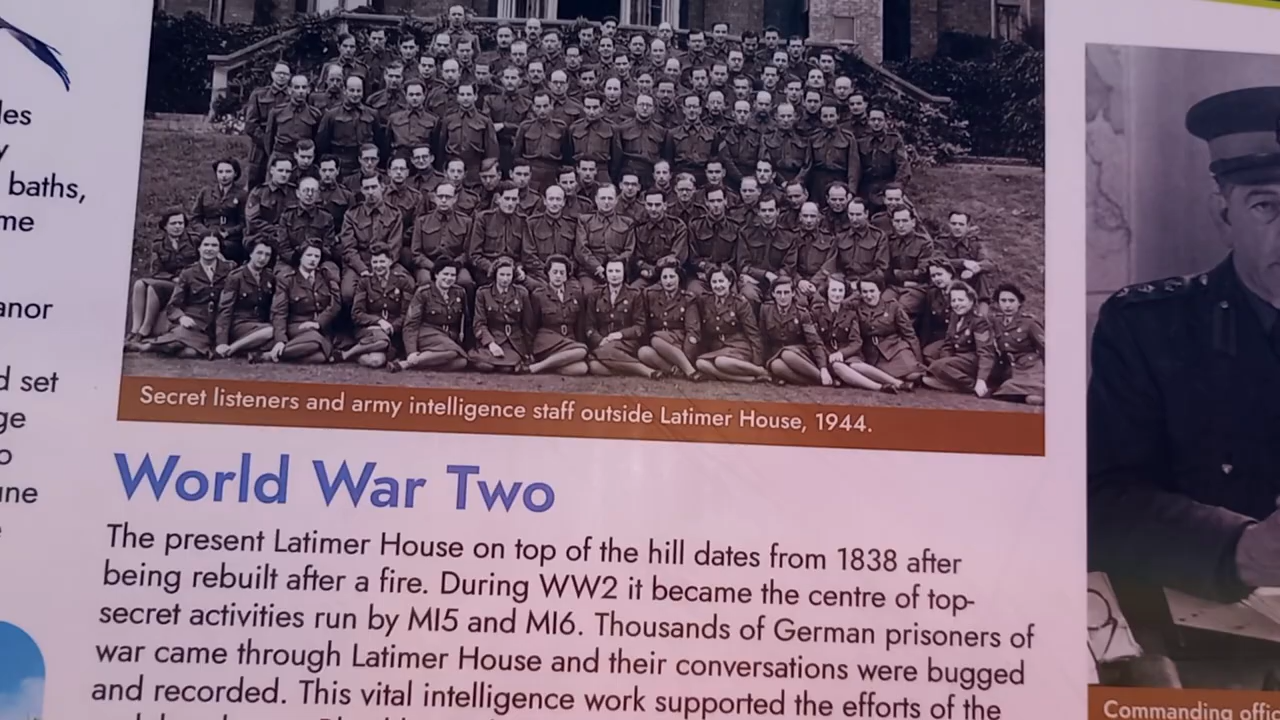 baths,
me
anor
d set
Secret listeners and army intelligence staff outside Latimer House, 1944.
World War Two
The present Latimer House on top of the hill dates from 1838 after
being rebuilt after a fire. During WW2 it became the centre of top-
secret activities run by MI5 and MI6. Thousands of German prisoners of
war came through Latimer House and their conversations were bugged
and recorded. This vital intelligence work supported the efforts of the
Commanding offic